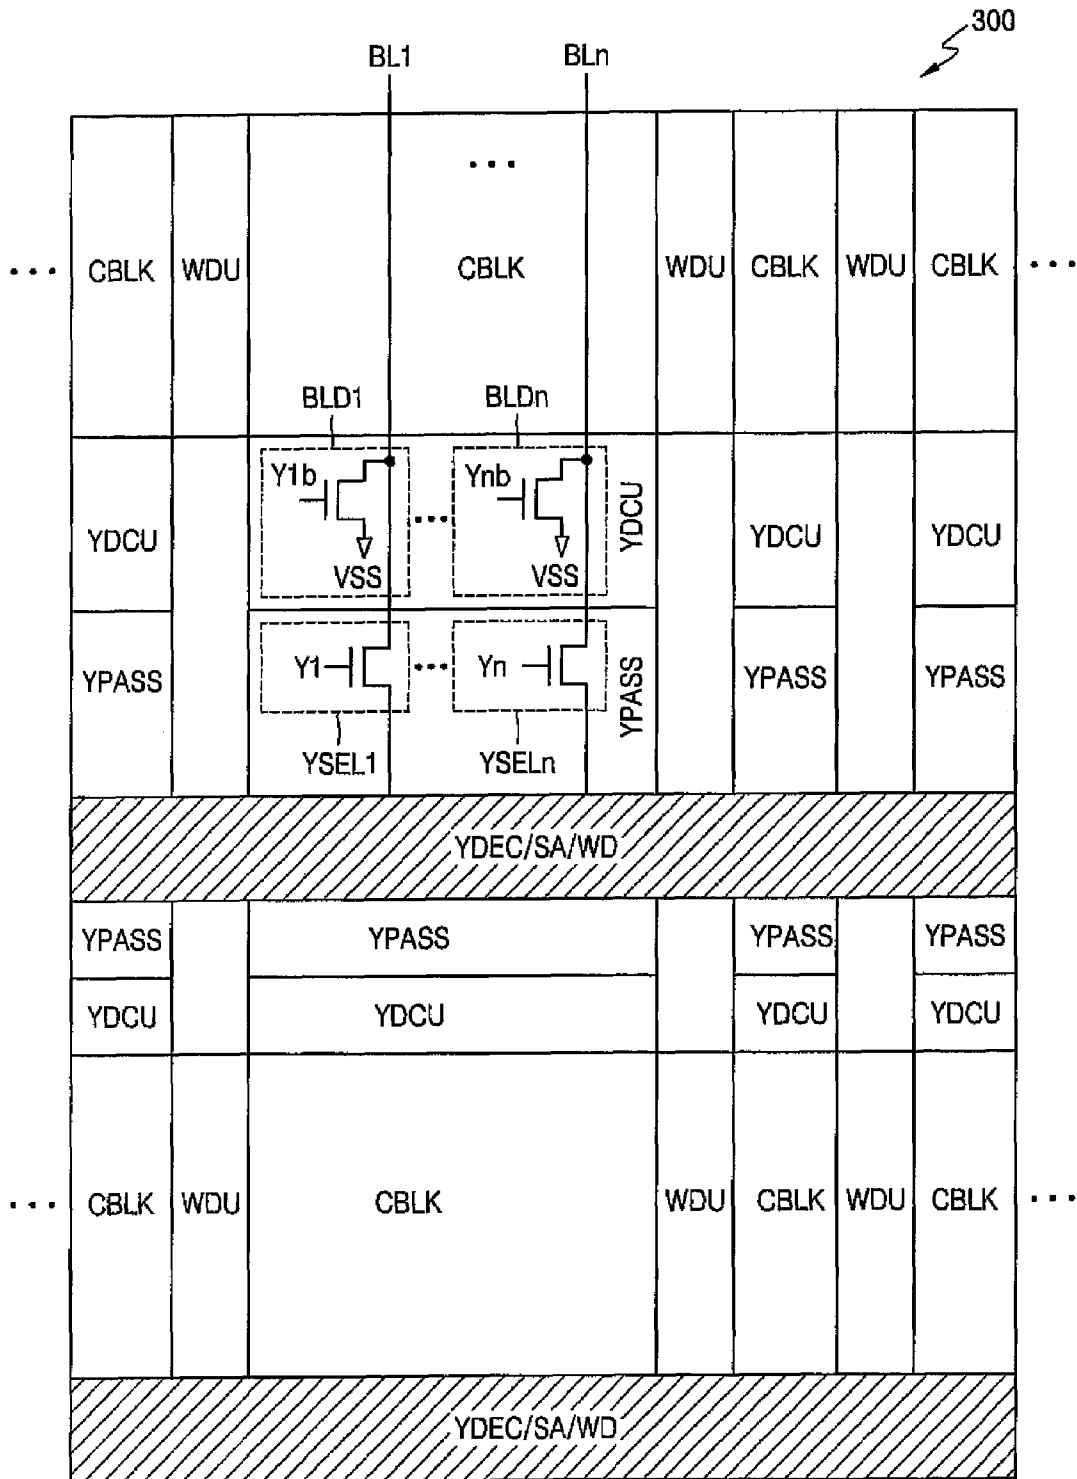 300
BL1 BLn
...
... CBLK WDU CBLK WDU CBLK WDU CBLK ...
BLD1 BLDn
Y1b ... Ynb YDCU
VSS VSS
YDCU YDCU YDCU
Y1 ... Yn YPASS
YPASS YPASS YPASS
YSEL1 YSELn
YDEC/SA/WD
YPASS YPASS YPASS YPASS
YDCU YDCU YDCU YDCU
... CBLK WDU CBLK WDU CBLK WDU CBLK ...
YDEC/SA/WD